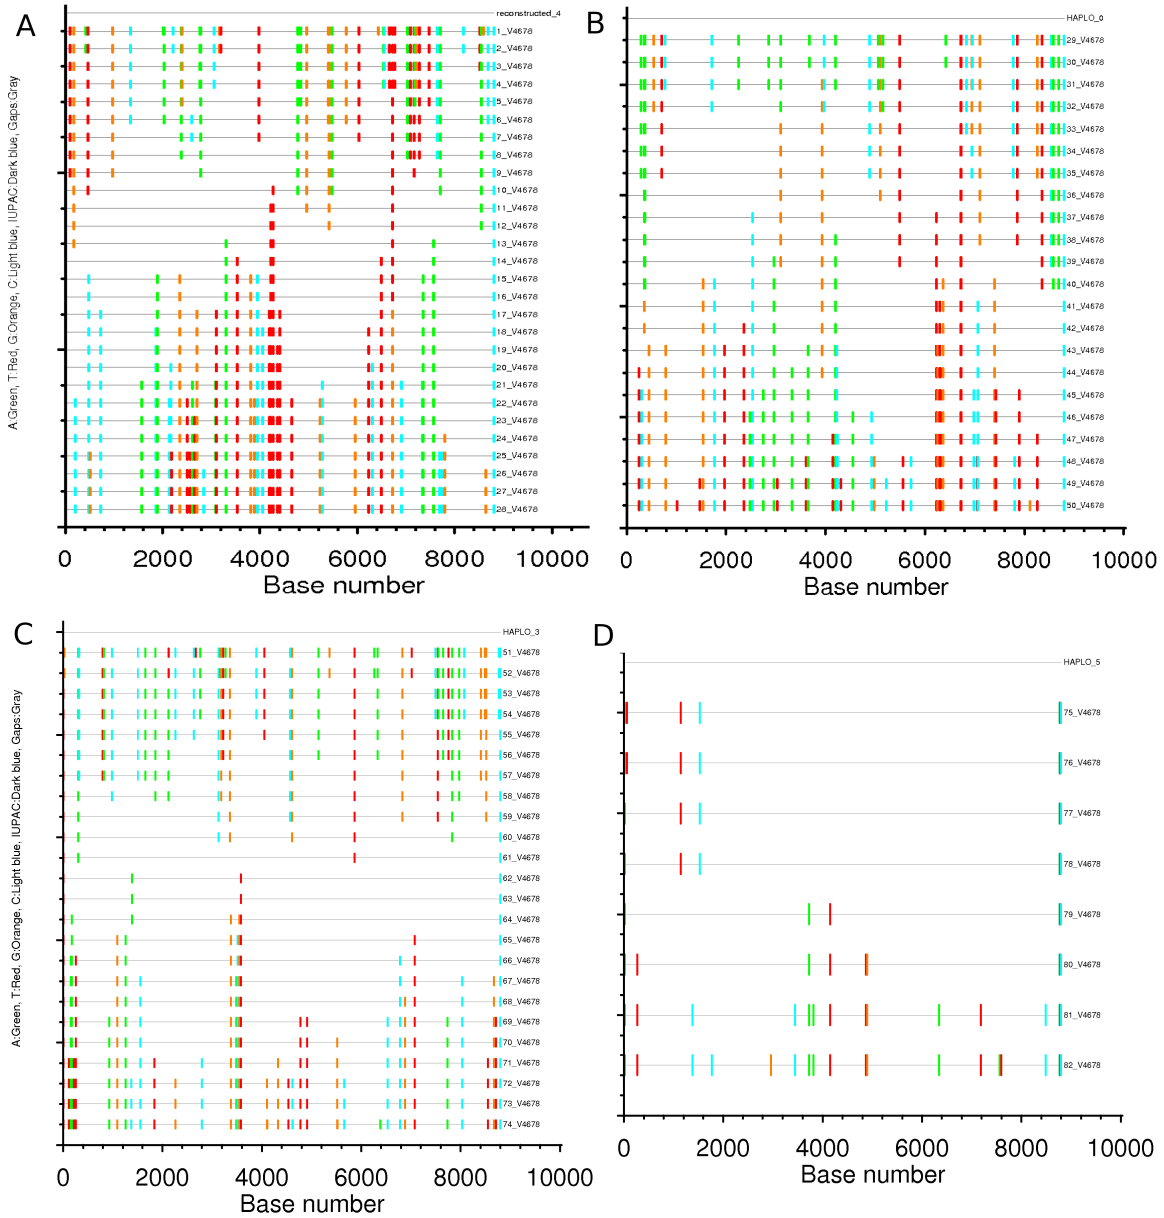 A
A:Green, T:Red, G:Orange, C:Light blue, IUPAC:Dark blue, Gaps:Gray
reconstructed_4
1_V4678
2_V4678
3_V4678
4_V4678
5_V4678
6_V4678
7_V4678
8_V4678
9_V4678
10_V4678
11_V4678
12_V4678
13_V4678
14_V4678
15_V4678
16_V4678
17_V4678
18_V4678
19_V4678
20_V4678
21_V4678
22_V4678
23_V4678
24_V4678
25_V4678
26_V4678
27_V4678
28_V4678
0 2000 4000 6000 8000 10000
Base number
B
HAPLO_0
29_V4678
30_V4678
31_V4678
32_V4678
33_V4678
34_V4678
35_V4678
36_V4678
37_V4678
38_V4678
39_V4678
40_V4678
41_V4678
42_V4678
43_V4678
44_V4678
45_V4678
46_V4678
47_V4678
48_V4678
49_V4678
50_V4678
0 2000 4000 6000 8000 10000
Base number
C
A:Green, T:Red, G:Orange, C:Light blue, IUPAC:Dark blue, Gaps:Gray
HAPLO_3
51_V4678
52_V4678
53_V4678
54_V4678
55_V4678
56_V4678
57_V4678
58_V4678
59_V4678
60_V4678
61_V4678
62_V4678
63_V4678
64_V4678
65_V4678
66_V4678
67_V4678
68_V4678
69_V4678
70_V4678
71_V4678
72_V4678
73_V4678
74_V4678
0 2000 4000 6000 8000 10000
Base number
D
HAPLO_5
75_V4678
76_V4678
77_V4678
78_V4678
79_V4678
80_V4678
81_V4678
82_V4678
0 2000 4000 6000 8000 10000
Base number